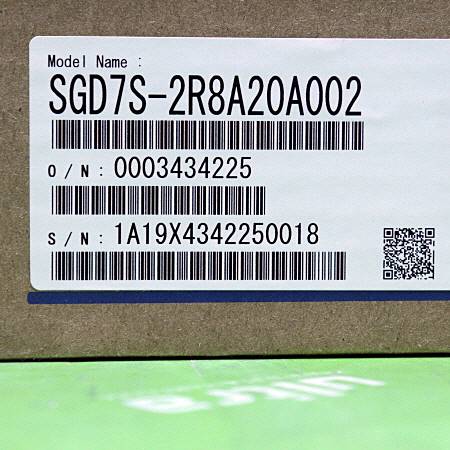 Model Name :
SGD7S-2R8A20A002
O/N: 0003434225
S/N: 1A19X4342250018